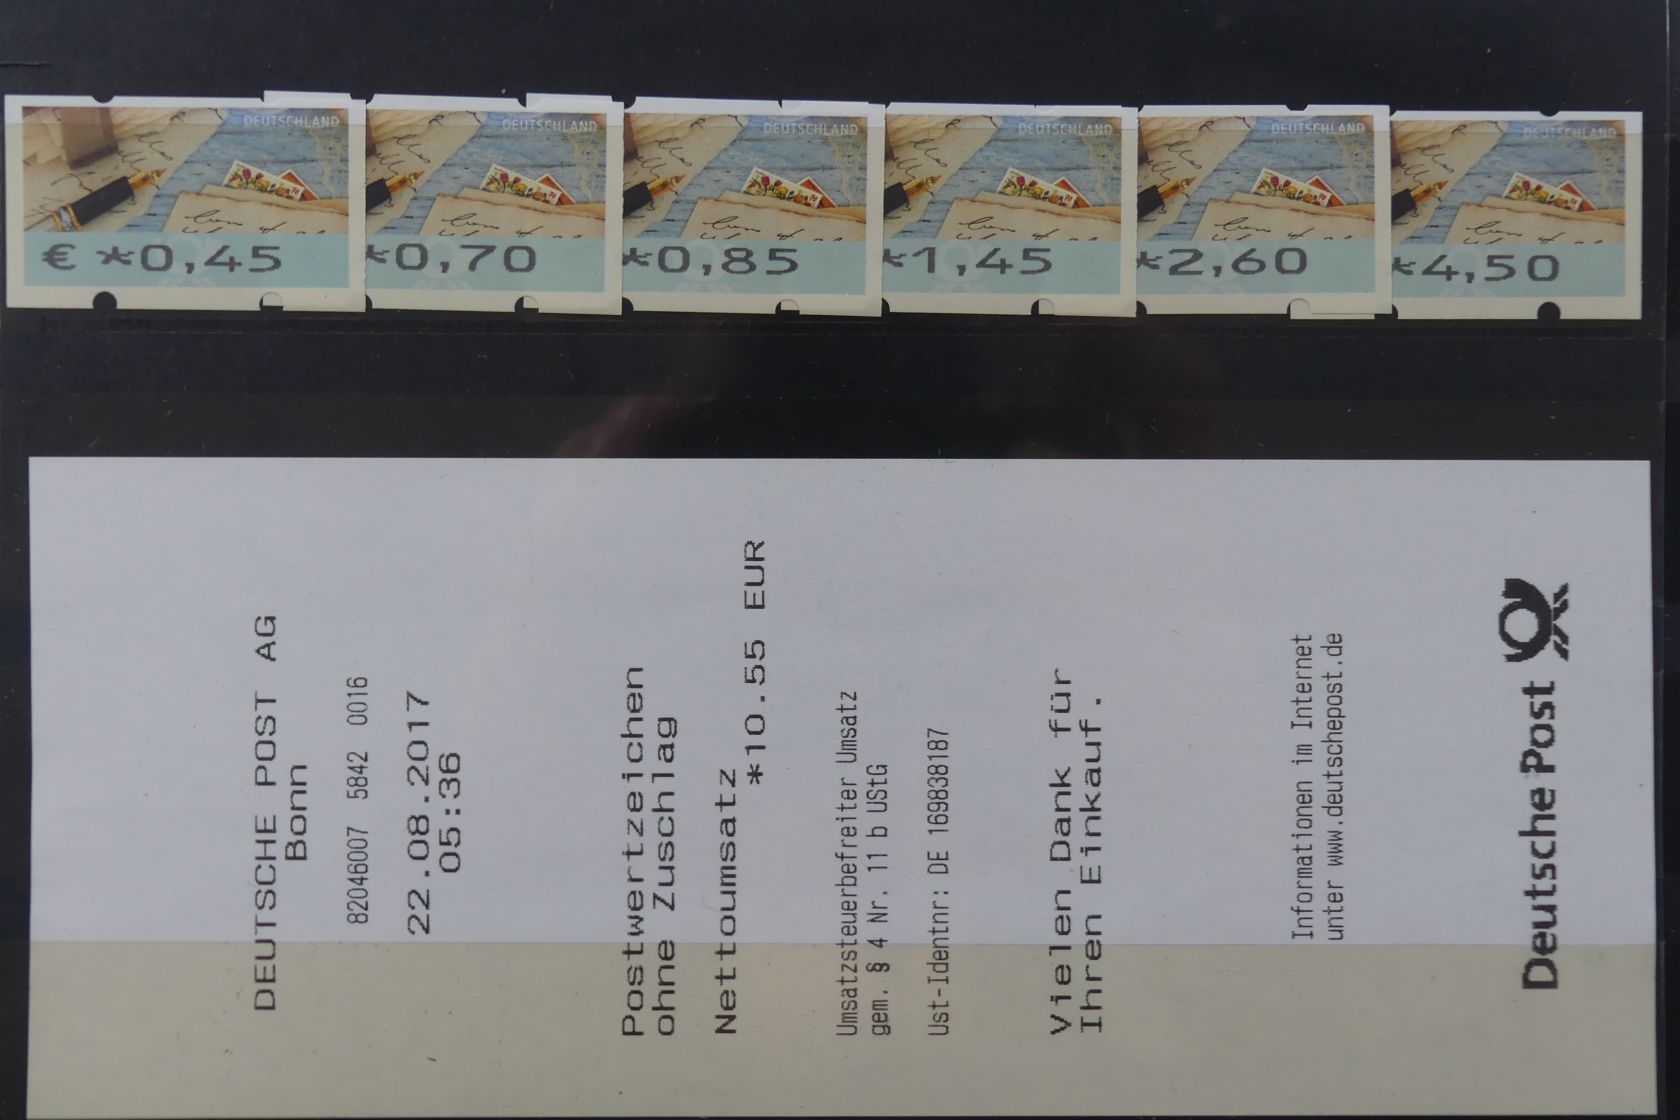 DEUTSCHLAND
€ *0,45
DEUTSCHLAND
*0,70
DEUTSCHLAND
*0,85
DEUTSCHLAND
*1,45
DEUTSCHLAND
*2,60
DEUTSCHLAND
*4,50
DEUTSCHE POST AG
Bonn
82046007 5842 0016
22.08.2017
05:36
Postwertzeichen
ohne Zuschlag
Nettoumsatz
*10.55 EUR
Umsatzsteuerbefreiter Umsatz
gem. § 4 Nr. 11 b UStG
Ust-Identnr: DE 169838187
Vielen Dank für
Ihren Einkauf.
Informationen im Internet
unter www.deutschepost.de
Deutsche Post